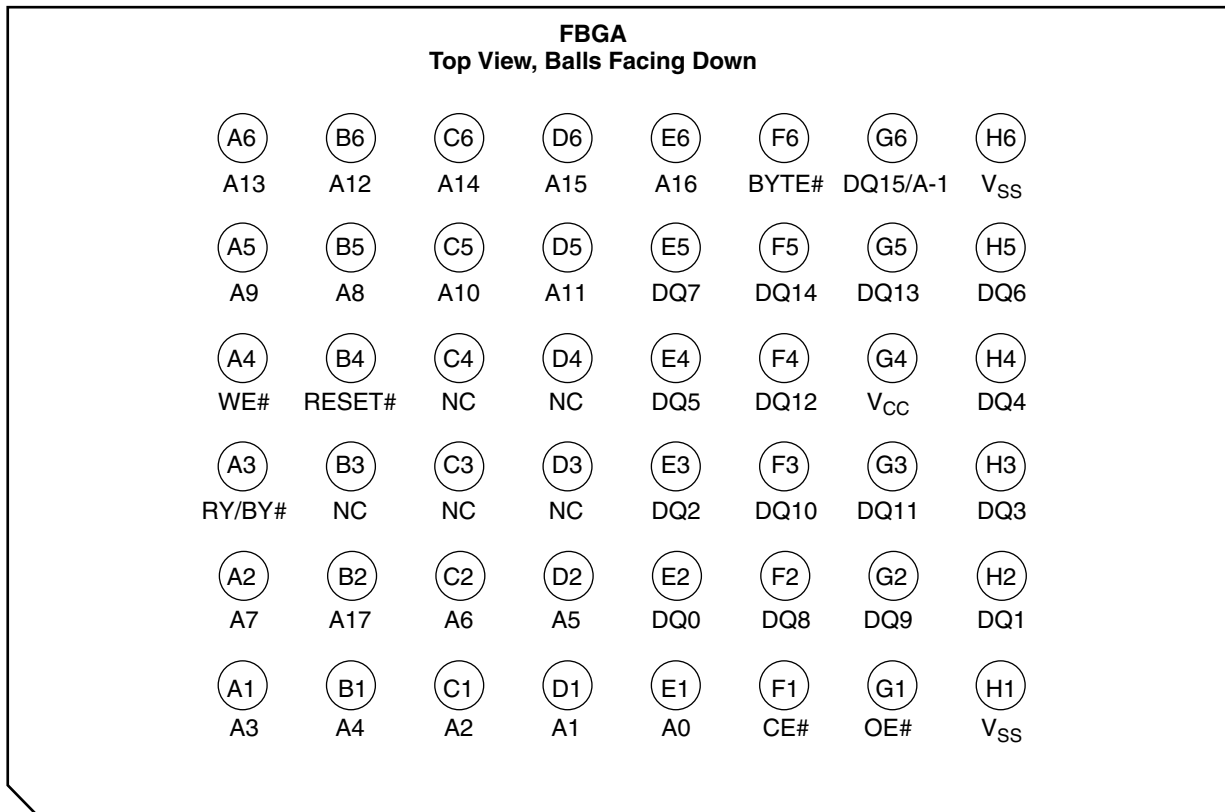 FBGA
Top View, Balls Facing Down
A6 B6 C6 D6 E6 F6 G6 H6
A13 A12 A14 A15 A16 BYTE# DQ15/A-1 VSS
A5 B5 C5 D5 E5 F5 G5 H5
A9 A8 A10 A11 DQ7 DQ14 DQ13 DQ6
A4 B4 C4 D4 E4 F4 G4 H4
WE# RESET# NC NC DQ5 DQ12 VCC DQ4
A3 B3 C3 D3 E3 F3 G3 H3
RY/BY# NC NC NC DQ2 DQ10 DQ11 DQ3
A2 B2 C2 D2 E2 F2 G2 H2
A7 A17 A6 A5 DQ0 DQ8 DQ9 DQ1
A1 B1 C1 D1 E1 F1 G1 H1
A3 A4 A2 A1 A0 CE# OE# VSS